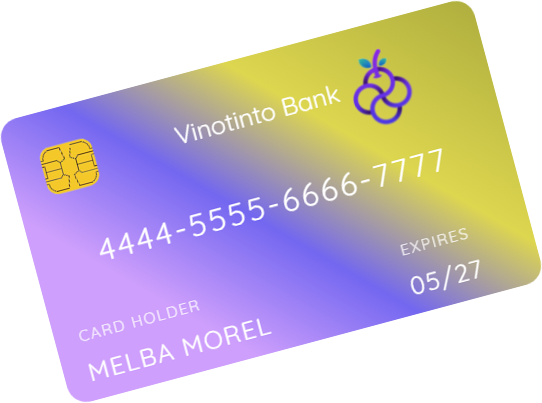 Vinotinto Bank
4444-5555-6666-7777
EXPIRES
05/27
CARD HOLDER
MELBA MOREL